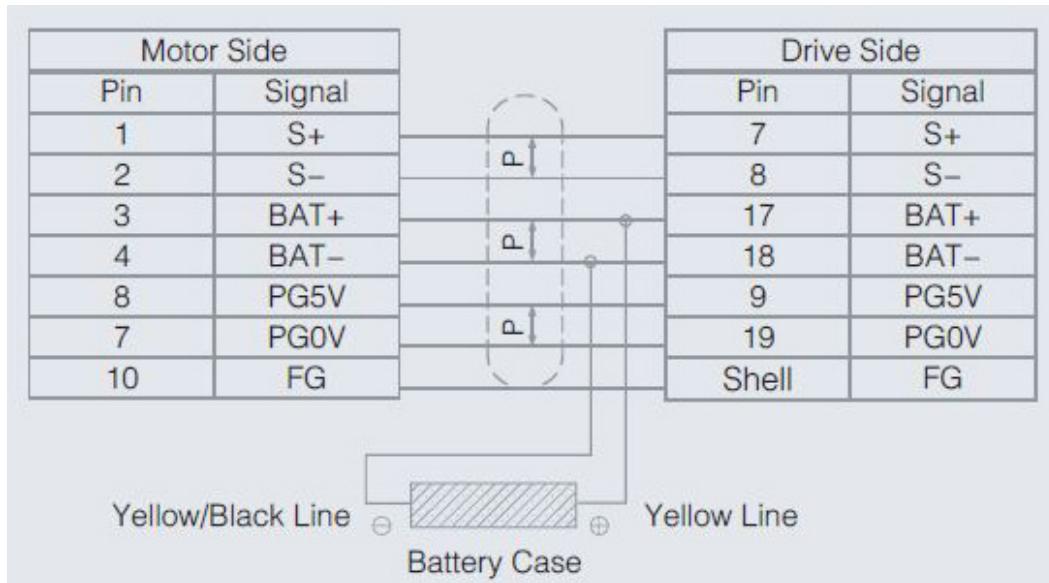 Motor Side Drive Side
Pin Signal Pin Signal
1 S+ 7 S+
2 S− P 8 S−
3 BAT+ 17 BAT+
4 BAT− P 18 BAT−
8 PG5V 9 PG5V
7 PG0V P 19 PG0V
10 FG Shell FG
Yellow/Black Line ⊖ ⊕ Yellow Line
Battery Case